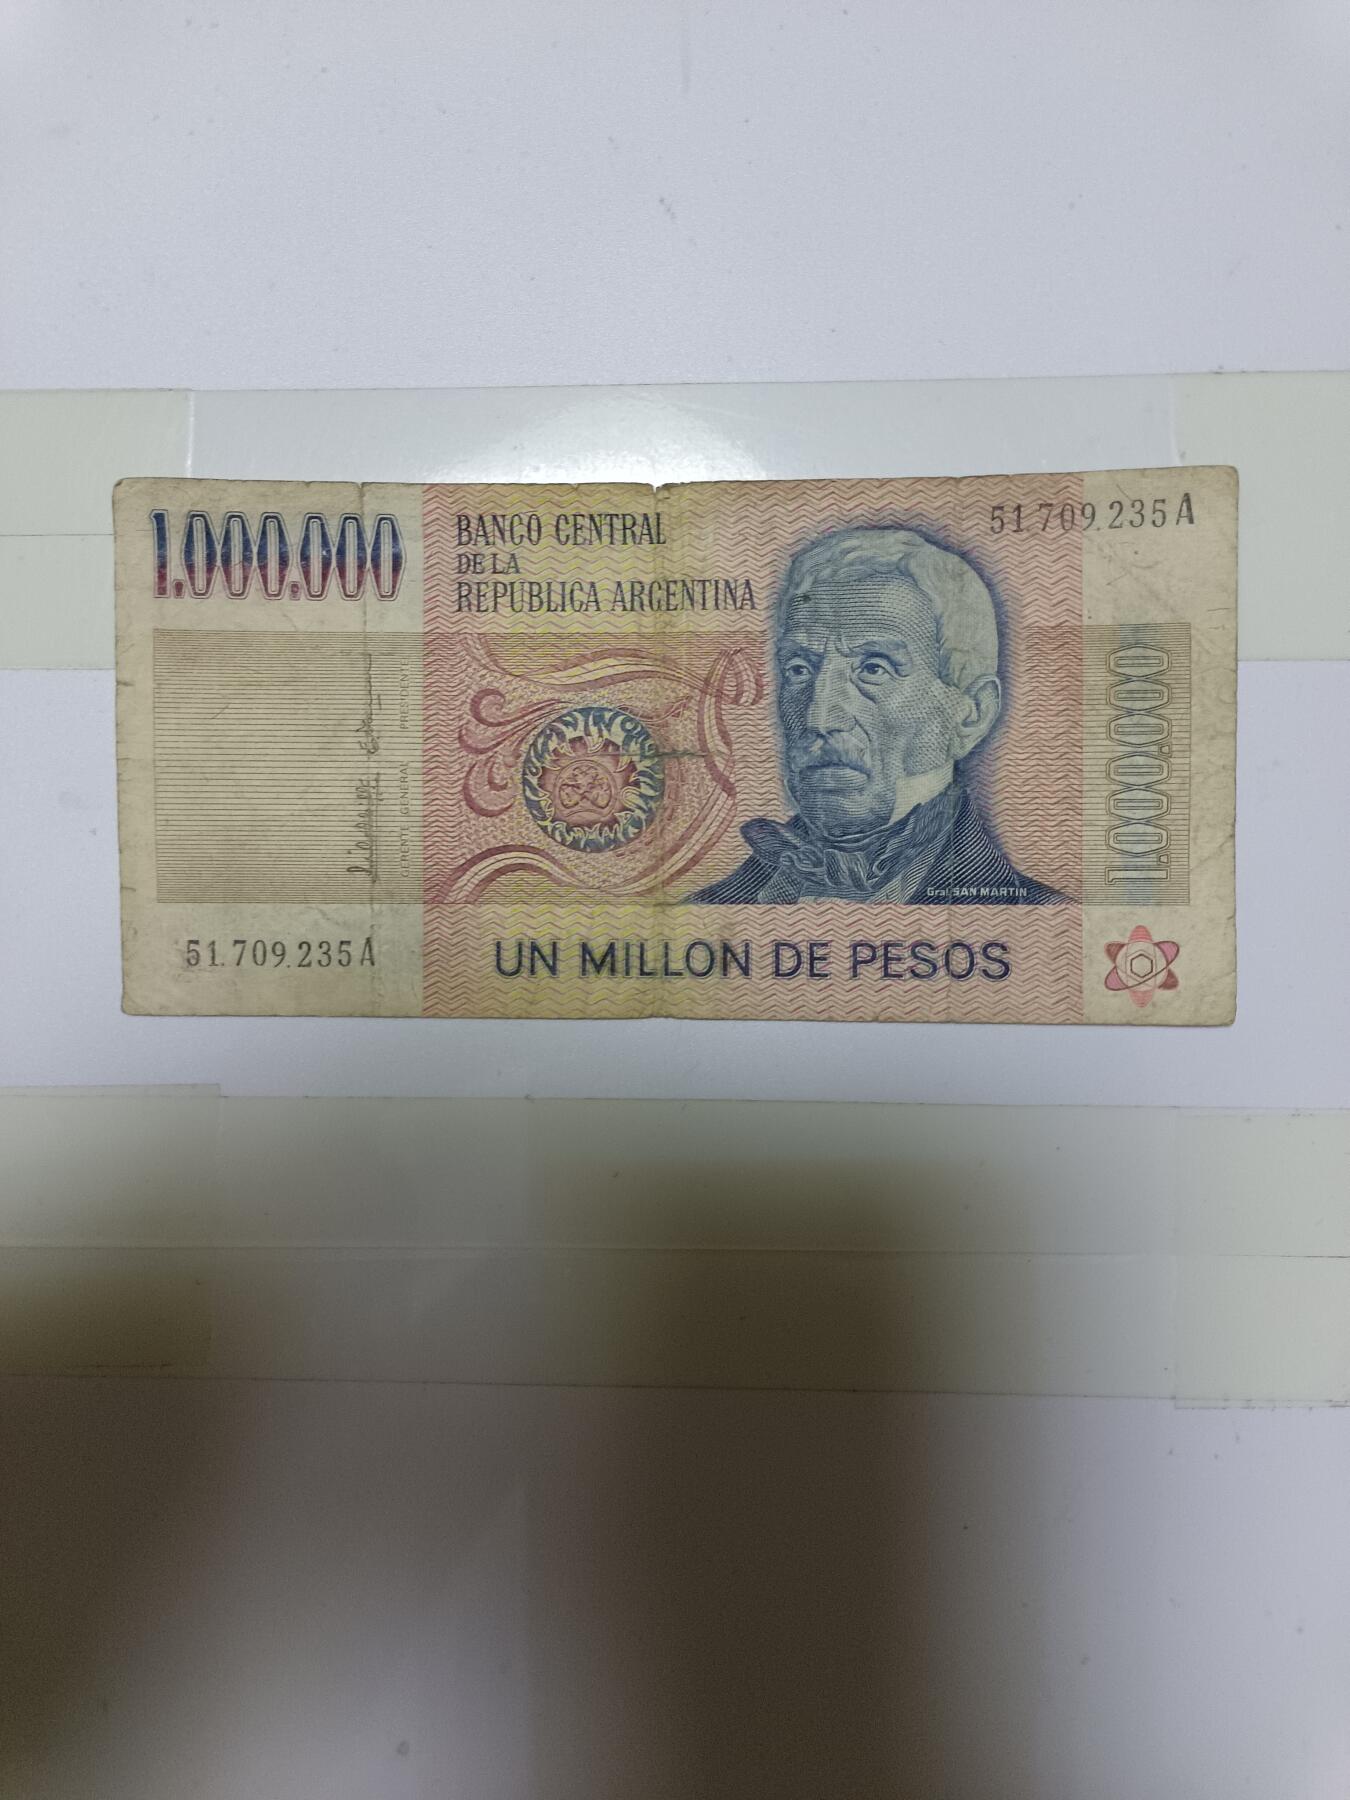 1.000.000
BANCO CENTRAL
DE LA
REPUBLICA ARGENTINA
51.709.235 A
PRESIDENTE
GERENTE GENERAL
1.000.000
Gral. SAN MARTIN
51.709.235 A
UN MILLON DE PESOS